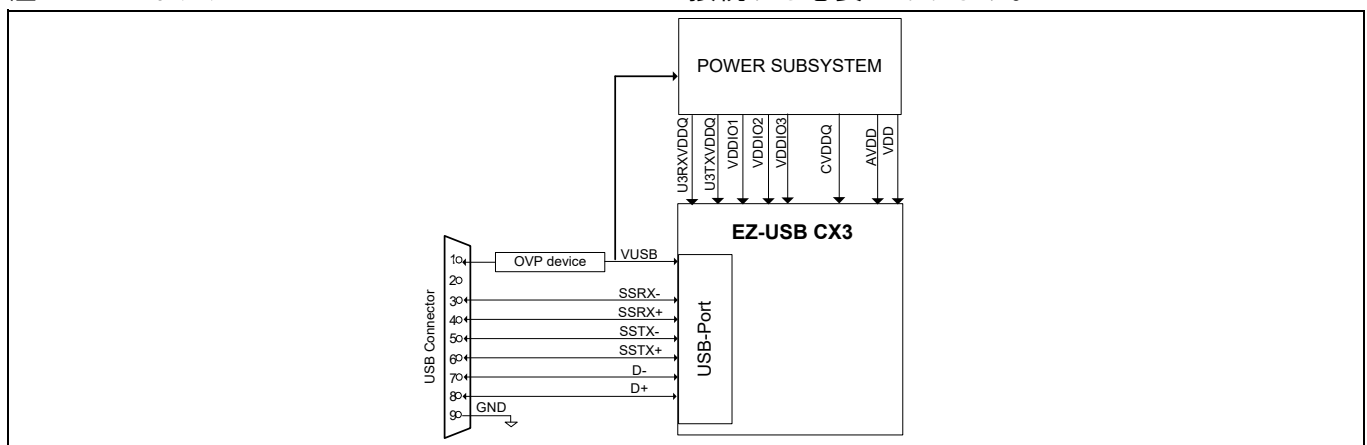 POWER SUBSYSTEM
U3RXVDDQ
U3TXVDDQ
VDDIO1
VDDIO2
VDDIO3
CVDDQ
AVDD
VDD
EZ-USB CX3
USB Connector
1
OVP device
VUSB
2
3
SSRX-
4
SSRX+
5
SSTX-
6
SSTX+
7
D-
8
D+
9
GND
USB-Port